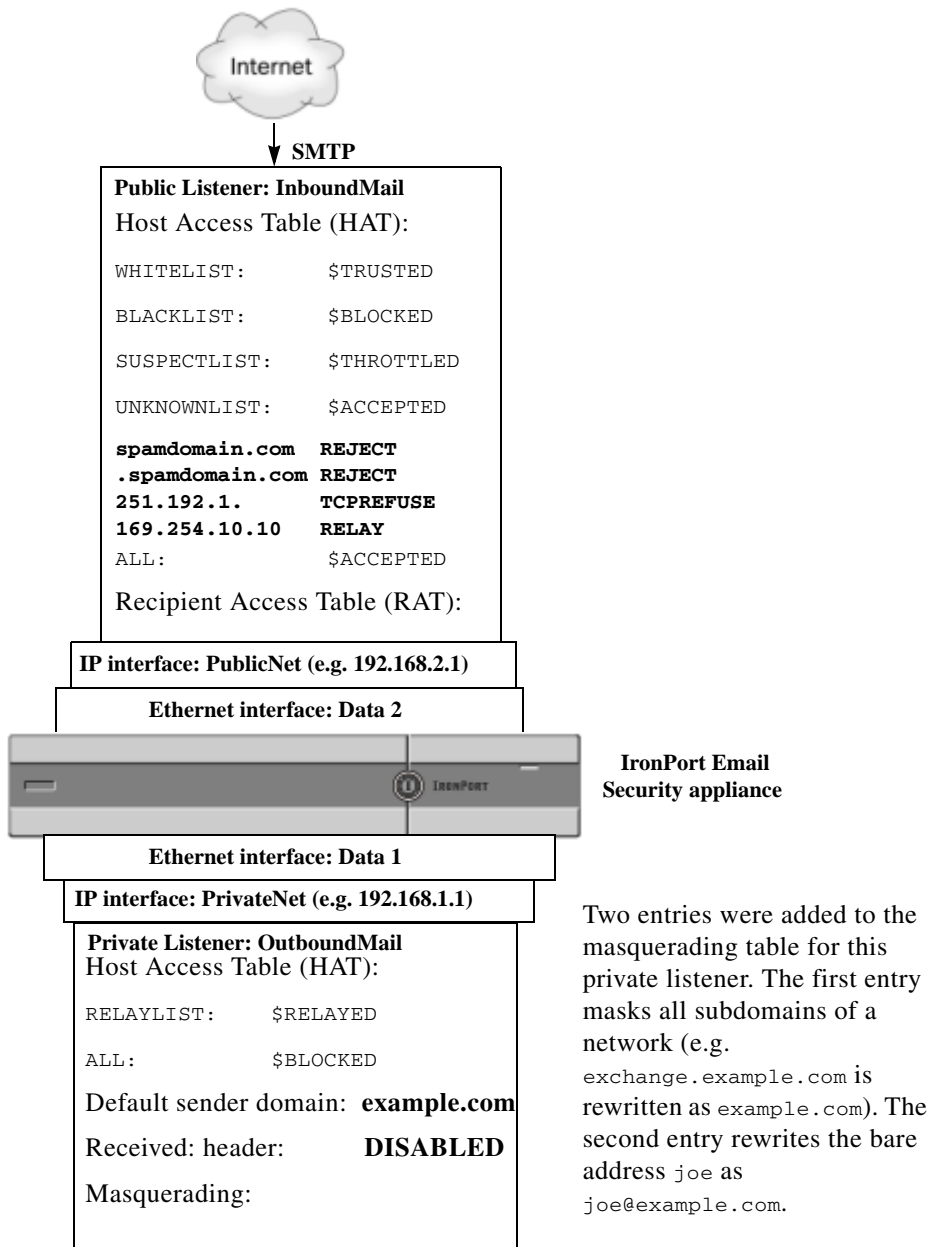 Internet
SMTP
Public Listener: InboundMail
Host Access Table (HAT):
WHITELIST: $TRUSTED
BLACKLIST: $BLOCKED
SUSPECTLIST: $THROTTLED
UNKNOWNLIST: $ACCEPTED
spamdomain.com REJECT
.spamdomain.com REJECT
251.192.1. TCPREFUSE
169.254.10.10 RELAY
ALL: $ACCEPTED
Recipient Access Table (RAT):
IP interface: PublicNet (e.g. 192.168.2.1)
Ethernet interface: Data 2
IRONPORT
IronPort Email
Security appliance
Ethernet interface: Data 1
IP interface: PrivateNet (e.g. 192.168.1.1)
Private Listener: OutboundMail
Host Access Table (HAT):
RELAYLIST: $RELAYED
ALL: $BLOCKED
Default sender domain: example.com
Received: header: DISABLED
Masquerading:
Two entries were added to the
masquerading table for this
private listener. The first entry
masks all subdomains of a
network (e.g.
exchange.example.com is
rewritten as example.com). The
second entry rewrites the bare
address joe as
joe@example.com.